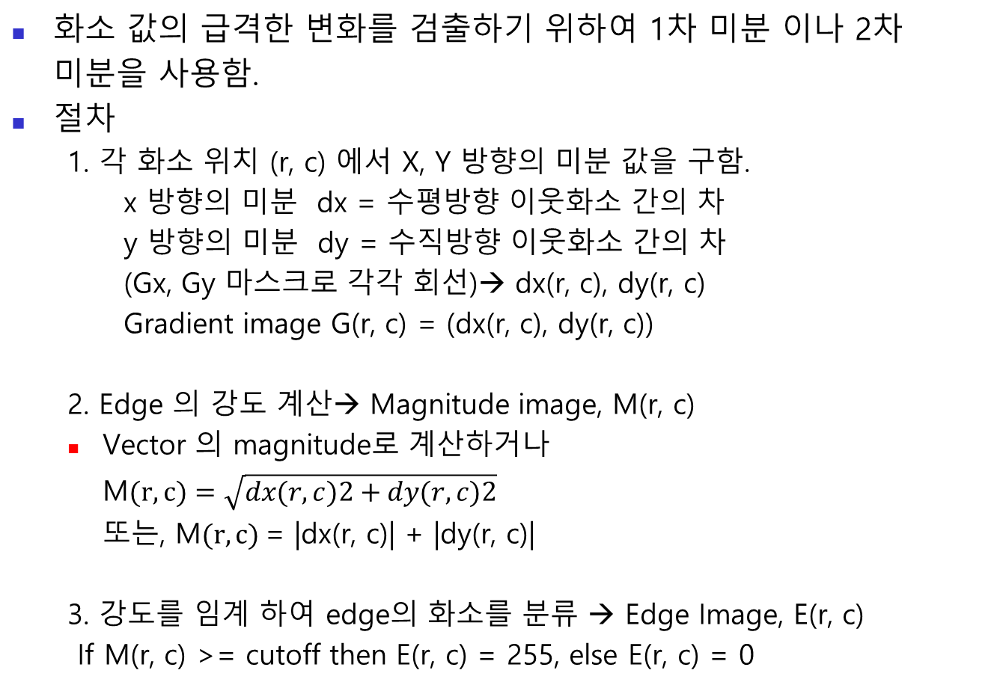 ▪ 화소 값의 급격한 변화를 검출하기 위하여 1차 미분 이나 2차
미분을 사용함.
▪ 절차
1. 각 화소 위치 (r, c) 에서 X, Y 방향의 미분 값을 구함.
x 방향의 미분 dx = 수평방향 이웃화소 간의 차
y 방향의 미분 dy = 수직방향 이웃화소 간의 차
(Gx, Gy 마스크로 각각 회선)→ dx(r, c), dy(r, c)
Gradient image G(r, c) = (dx(r, c), dy(r, c))
2. Edge 의 강도 계산→ Magnitude image, M(r, c)
▪ Vector 의 magnitude로 계산하거나
M(r,c) = √dx(r,c)2 + dy(r,c)2
또는, M(r,c) = |dx(r, c)| + |dy(r, c)|
3. 강도를 임계 하여 edge의 화소를 분류 → Edge Image, E(r, c)
If M(r, c) >= cutoff then E(r, c) = 255, else E(r, c) = 0